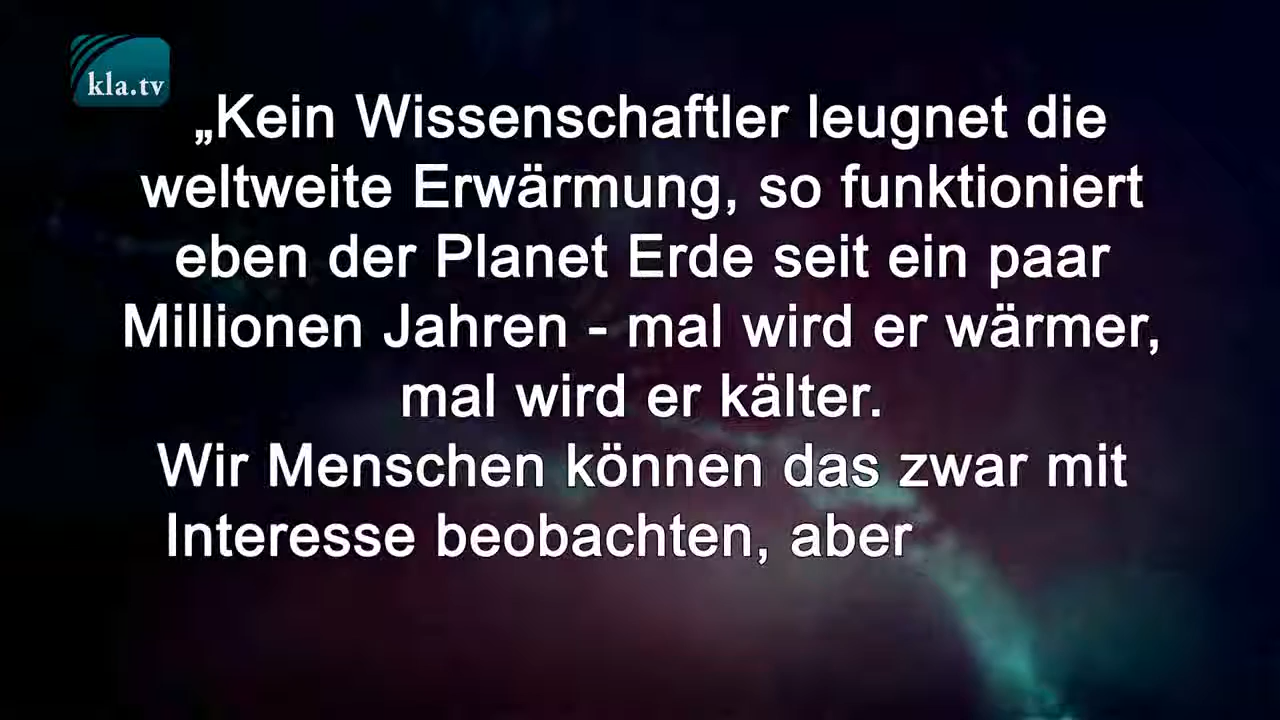 kla.tv
„Kein Wissenschaftler leugnet die
weltweite Erwärmung, so funktioniert
eben der Planet Erde seit ein paar
Millionen Jahren - mal wird er wärmer,
mal wird er kälter.
Wir Menschen können das zwar mit
Interesse beobachten, aber